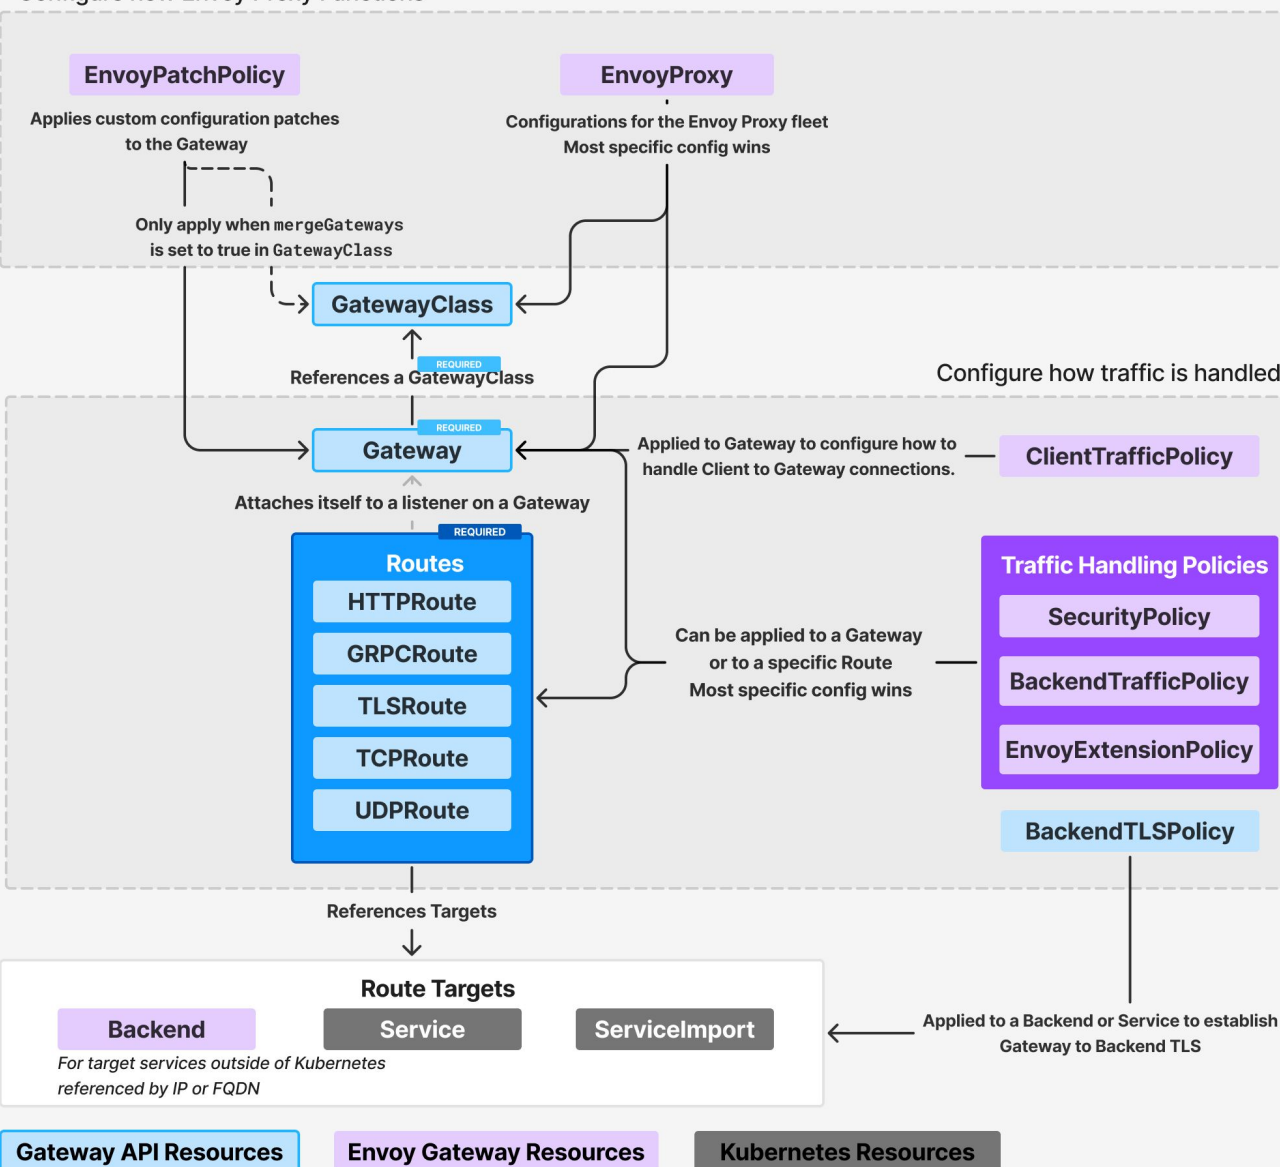 Configure how Envoy Proxy Functions
EnvoyPatchPolicy
Applies custom configuration patches
to the Gateway
Only apply when mergeGateways
is set to true in GatewayClass
EnvoyProxy
Configurations for the Envoy Proxy fleet
Most specific config wins
GatewayClass
REQUIRED
References a GatewayClass
Configure how traffic is handled
REQUIRED
Gateway
Applied to Gateway to configure how to
handle Client to Gateway connections.
ClientTrafficPolicy
Attaches itself to a listener on a Gateway
REQUIRED
Routes
HTTPRoute
GRPCRoute
TLSRoute
TCPRoute
UDPRoute
Can be applied to a Gateway
or to a specific Route
Most specific config wins
Traffic Handling Policies
SecurityPolicy
BackendTrafficPolicy
EnvoyExtensionPolicy
BackendTLSPolicy
References Targets
Route Targets
Backend
Service
ServiceImport
For target services outside of Kubernetes
referenced by IP or FQDN
Applied to a Backend or Service to establish
Gateway to Backend TLS
Gateway API Resources
Envoy Gateway Resources
Kubernetes Resources